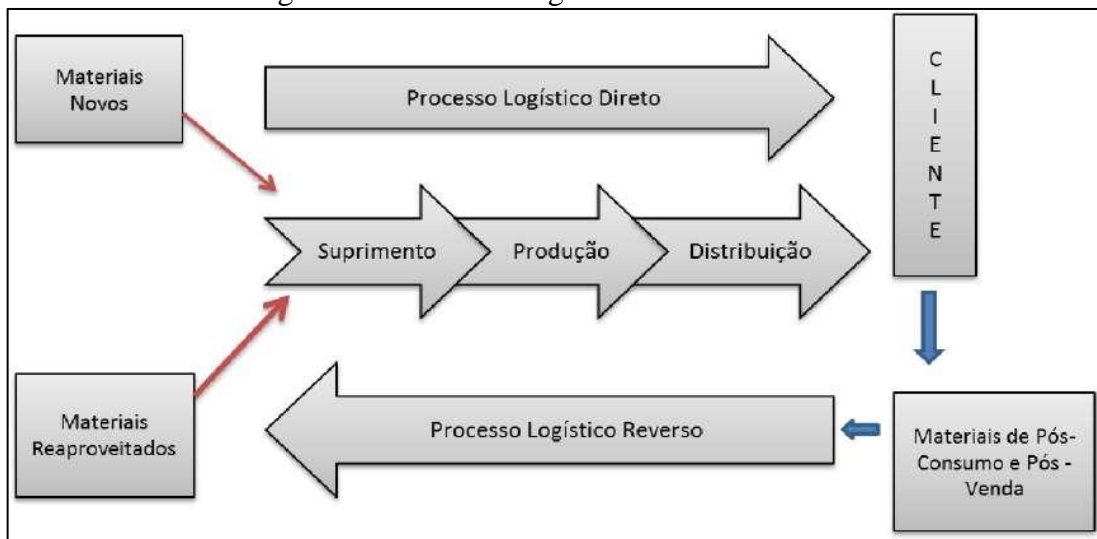 Materiais
Novos
Processo Logístico Direto
C
L
I
E
N
T
E
Suprimento
Produção
Distribuição
Materiais
Reaproveitados
Processo Logístico Reverso
Materiais de Pós-
Consumo e Pós -
Venda